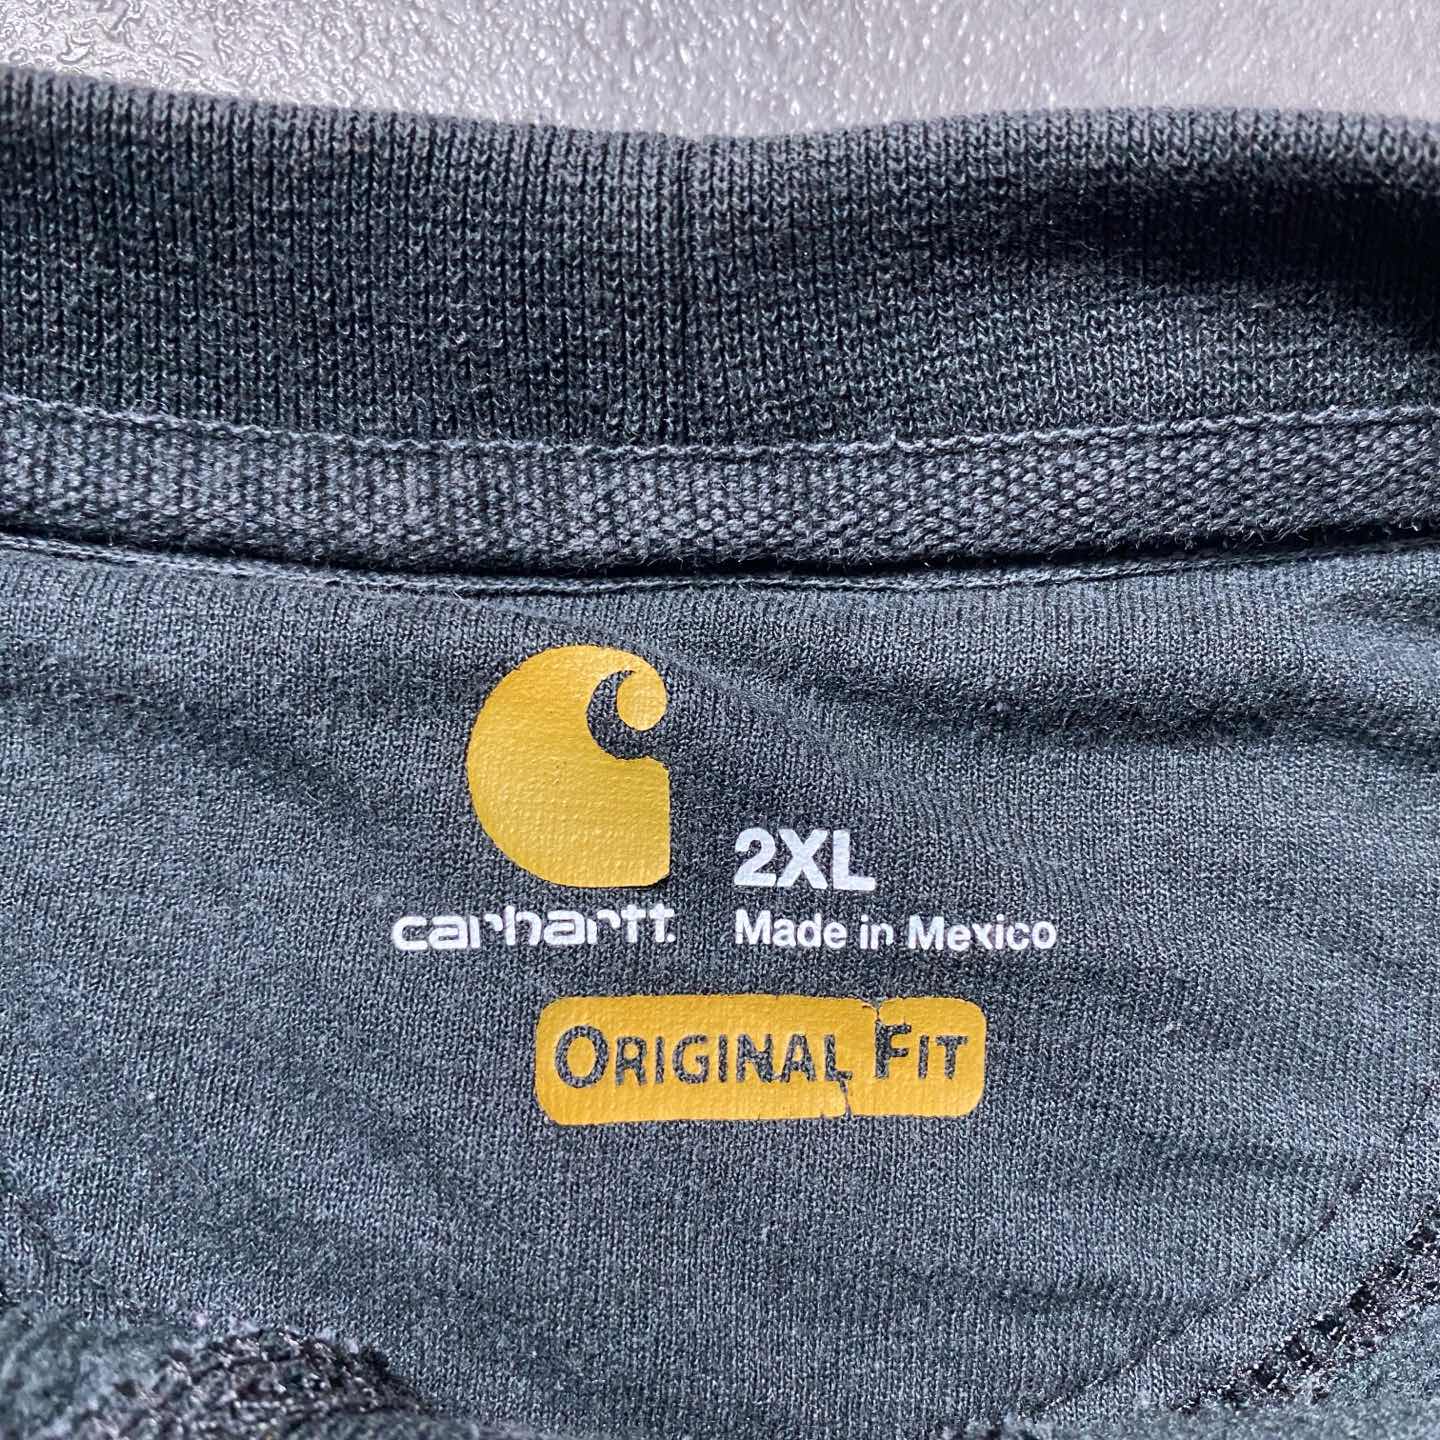 2XL
carhartt.
Made in Mexico
ORIGINAL FIT